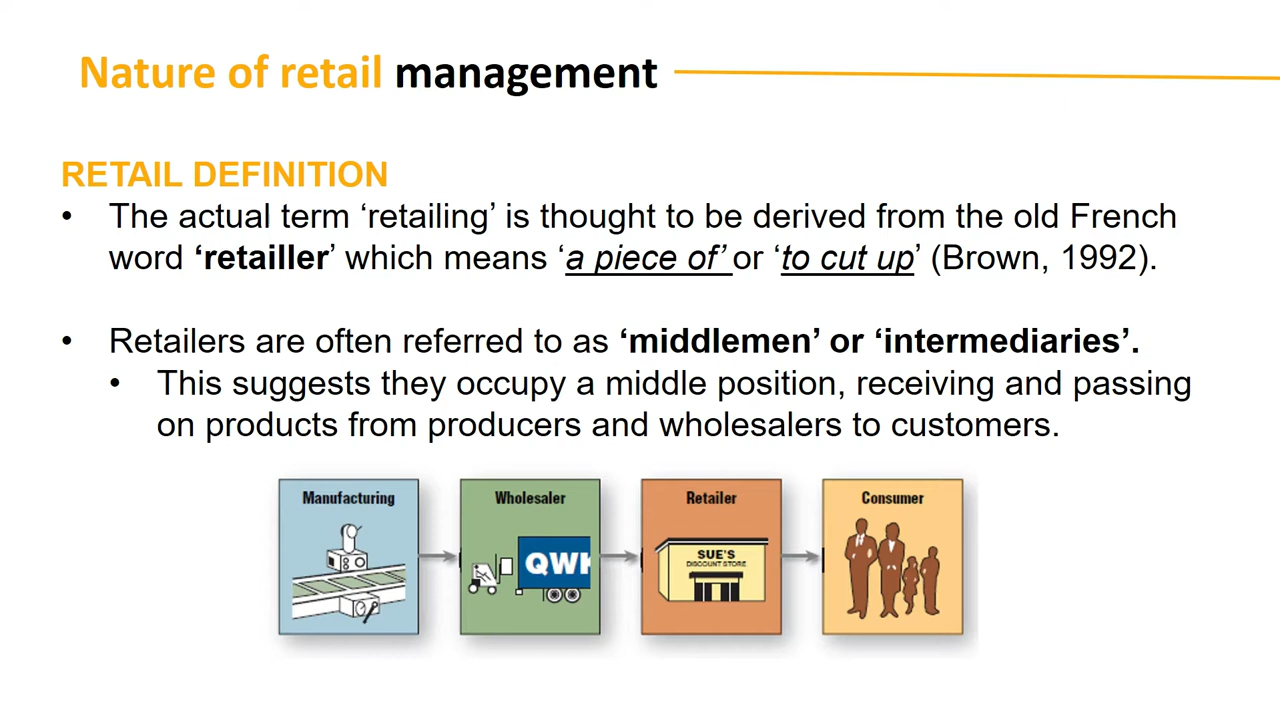 Nature of retail management
RETAIL DEFINITION
• The actual term ‘retailing’ is thought to be derived from the old French
word ‘retailler’ which means ‘a piece of’ or ‘to cut up’ (Brown, 1992).
• Retailers are often referred to as ‘middlemen’ or ‘intermediaries’.
• This suggests they occupy a middle position, receiving and passing
on products from producers and wholesalers to customers.
Manufacturing
Wholesaler
QWH
Retailer
SUE'S
DISCOUNT STORE
Consumer